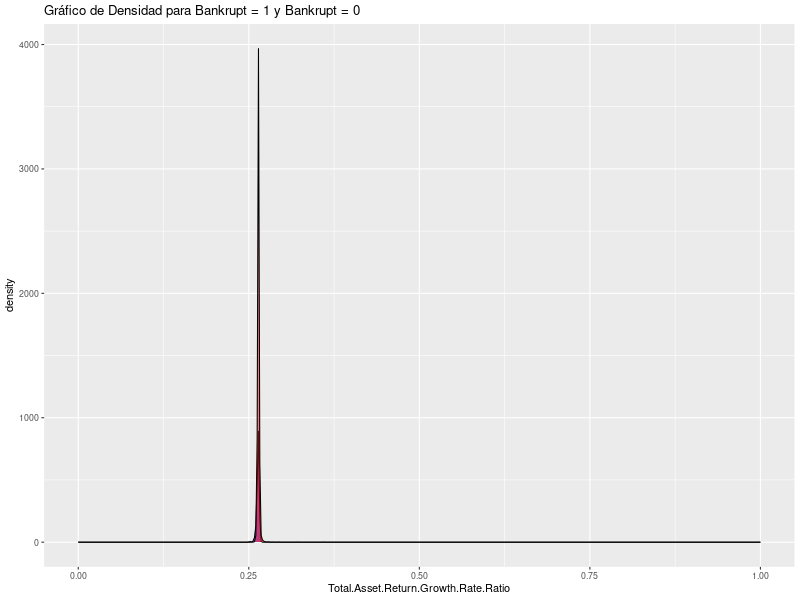 Gráfico de Densidad para Bankrupt = 1 y Bankrupt = 0
4000
3000
2000
1000
0
density
0.00 0.25 0.50 0.75 1.00
Total.Asset.Return.Growth.Rate.Ratio